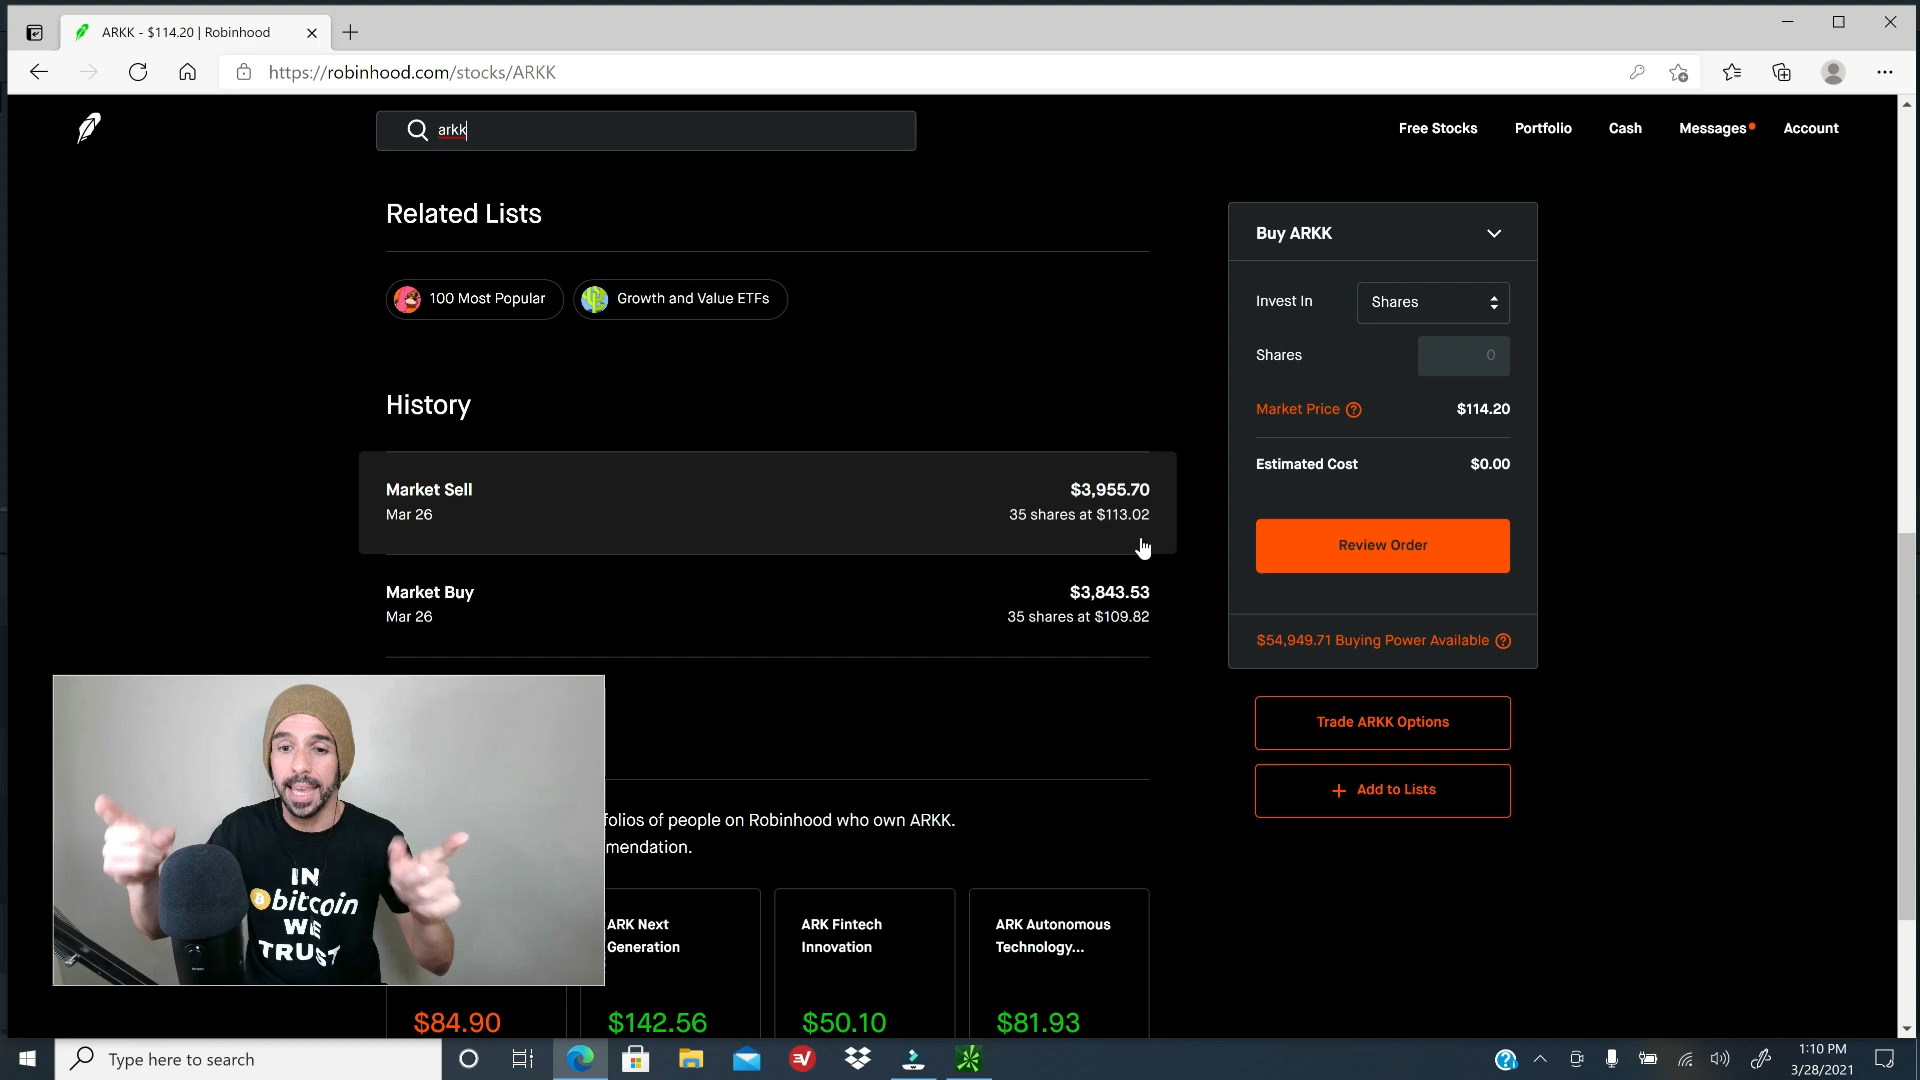 ARKK - $114.20 | Robinhood
https://robinhood.com/stocks/ARKK
arkk
Free Stocks
Portfolio
Cash
Messages
Account
Related Lists
100 Most Popular
Growth and Value ETFs
History
Market Sell
$3,955.70
Mar 26
35 shares at $113.02
Market Buy
$3,843.53
Mar 26
35 shares at $109.82
Buy ARKK
Invest In
Shares
Shares
0
Market Price
$114.20
Estimated Cost
$0.00
Review Order
$54,949.71 Buying Power Available
Trade ARKK Options
+ Add to Lists
folios of people on Robinhood who own ARKK.
mendation.
ARK Next
Generation
ARK Fintech
Innovation
ARK Autonomous
Technology...
$84.90
$142.56
$50.10
$81.93
IN
bitcoin
WE
TRUST
Type here to search
1:10 PM
3/28/2021